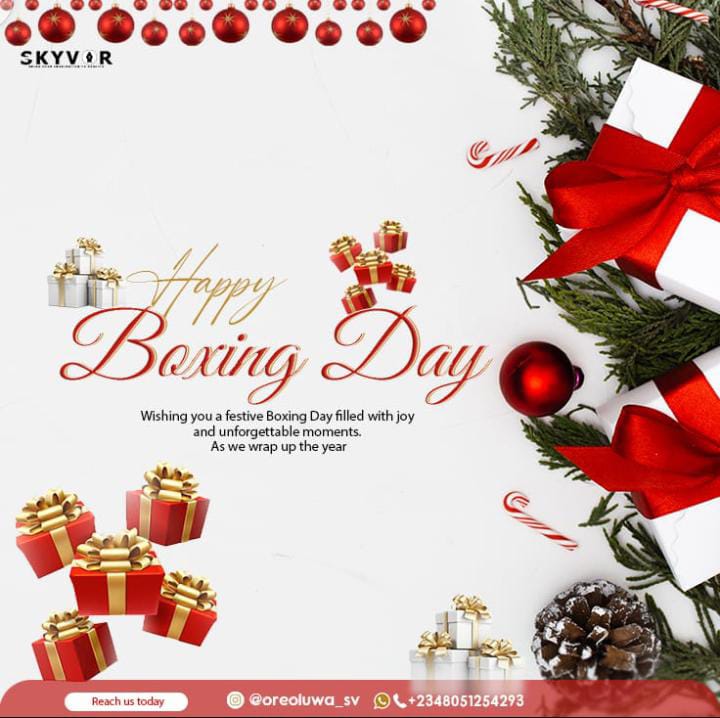 SKYVOR
Happy
Boxing Day
Wishing you a festive Boxing Day filled with joy
and unforgettable moments.
As we wrap up the year
Reach us today
@oreoluwa_sv
+2348051254293